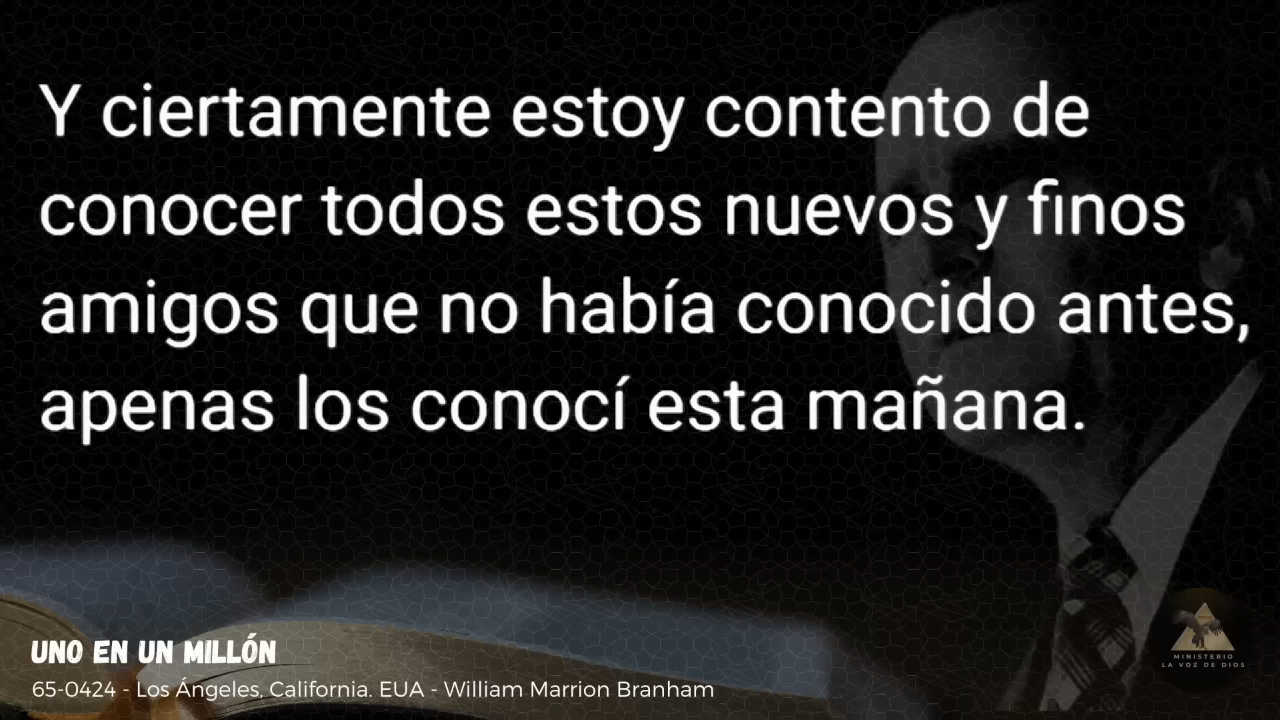 Y ciertamente estoy contento de
conocer todos estos nuevos y finos
amigos que no había conocido antes,
apenas los conocí esta mañana.
UNO EN UN MILLÓN
65-0424 - Los Ángeles, California. EUA - William Marrion Branham
MINISTERIO
LA VOZ DE DIOS